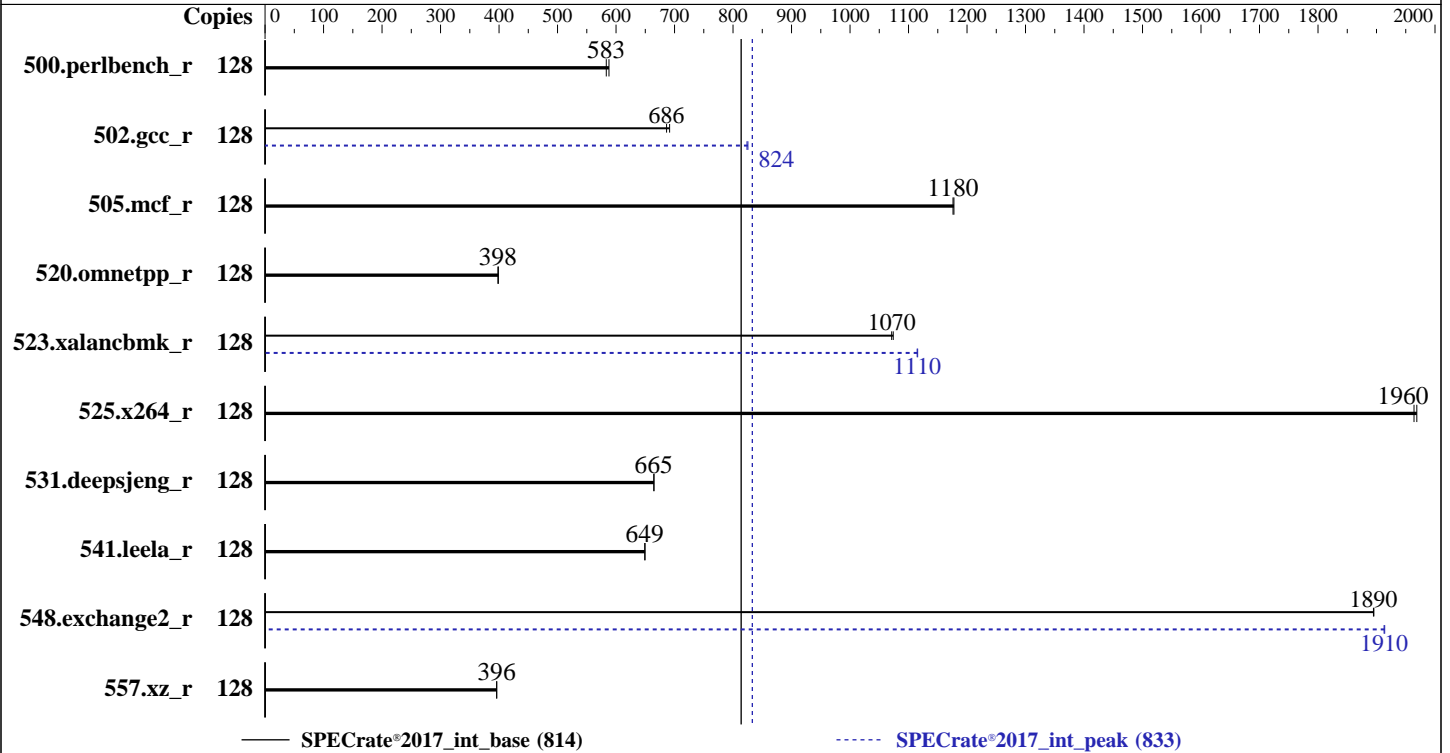 Copies 0 100 200 300 400 500 600 700 800 900 1000 1100 1200 1300 1400 1500 1600 1700 1800 2000
500.perlbench_r 128 583
502.gcc_r 128 686
824
505.mcf_r 128 1180
520.omnetpp_r 128 398
523.xalancbmk_r 128 1070
1110
525.x264_r 128 1960
531.deepsjeng_r 128 665
541.leela_r 128 649
548.exchange2_r 128 1890
1910
557.xz_r 128 396
SPECrate®2017_int_base (814) SPECrate®2017_int_peak (833)